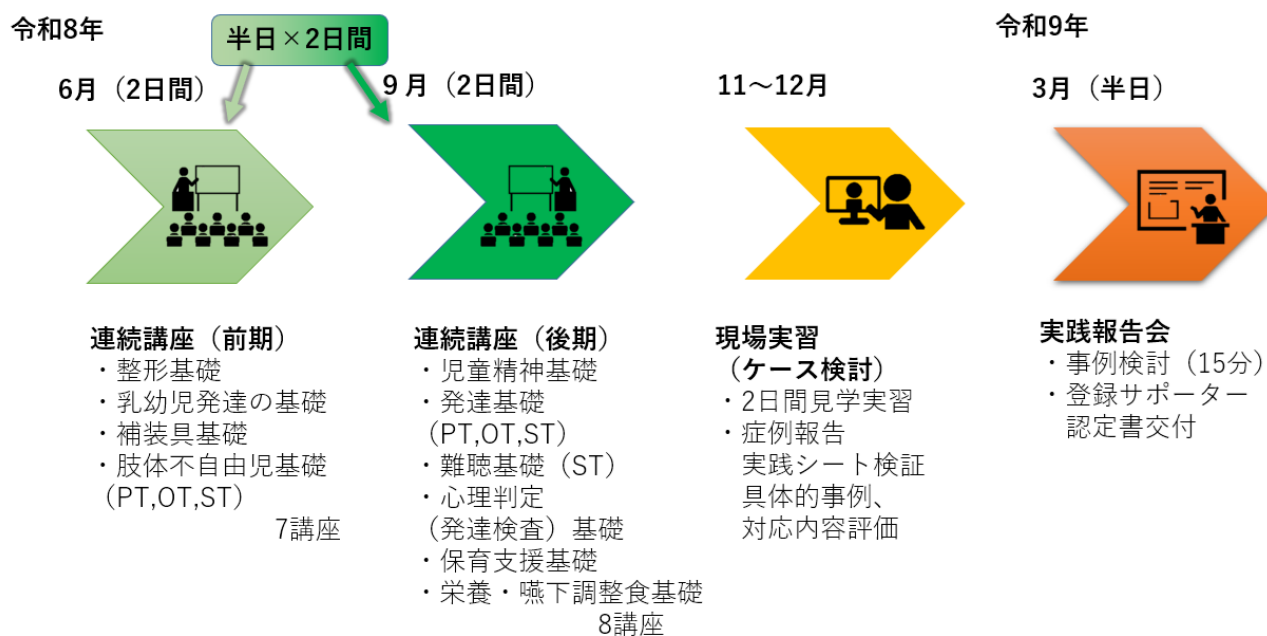 令和8年
半日×2日間
令和9年
6月（2日間）
9月（2日間）
11～12月
3月（半日）
連続講座（前期）
・整形基礎
・乳幼児発達の基礎
・補装具基礎
・肢体不自由児基礎
(PT,OT,ST)
7講座
連続講座（後期）
・児童精神基礎
・発達基礎
(PT,OT,ST)
・難聴基礎（ST）
・心理判定
（発達検査）基礎
・保育支援基礎
・栄養・嚥下調整食基礎
8講座
現場実習
（ケース検討）
・2日間見学実習
・症例報告
実践シート検証
具体的事例、
対応内容評価
実践報告会
・事例検討（15分）
・登録サポーター
認定書交付